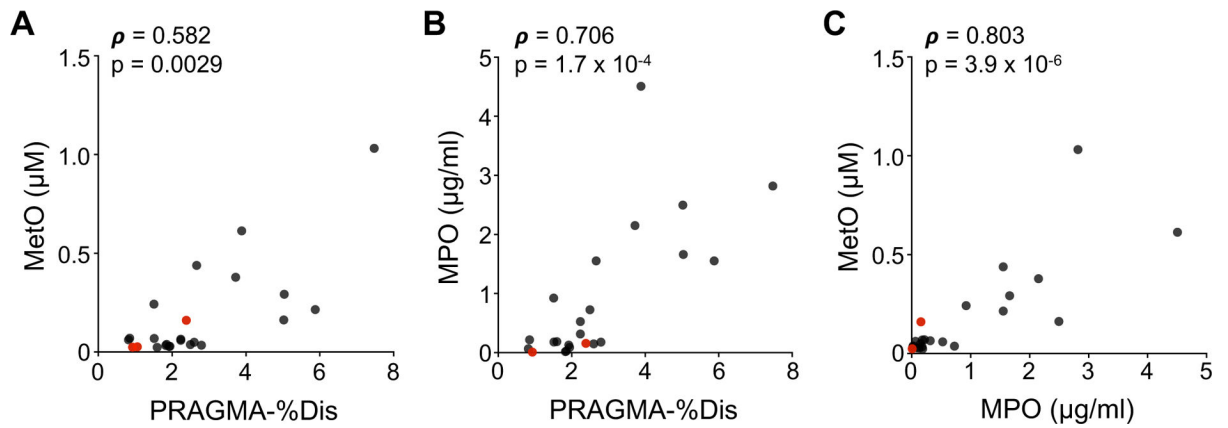 A
ρ = 0.582
p = 0.0029
1.5
1.0
0.5
0
MetO (µM)
0 2 4 6 8
PRAGMA-%Dis
B
ρ = 0.706
p = 1.7 x 10⁻⁴
5
4
3
2
1
0
MPO (µg/ml)
0 2 4 6 8
PRAGMA-%Dis
C
ρ = 0.803
p = 3.9 x 10⁻⁶
1.5
1.0
0.5
0
MetO (µM)
0 1 2 3 4 5
MPO (µg/ml)